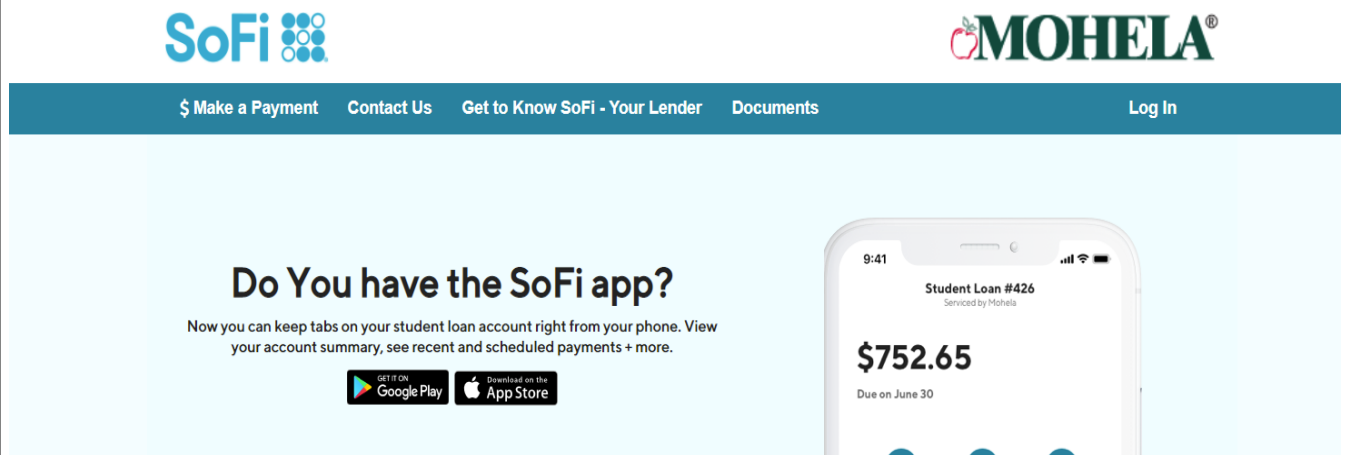 SoFi
MOHELA®
$ Make a Payment Contact Us Get to Know SoFi - Your Lender Documents Log In
Do You have the SoFi app?
Now you can keep tabs on your student loan account right from your phone. View
your account summary, see recent and scheduled payments + more.
GET IT ON
Google Play
Download on the
App Store
9:41
Student Loan #426
Serviced by Mohela
$752.65
Due on June 30